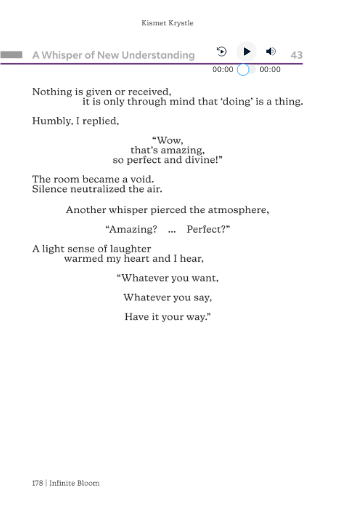 Kismet Krystle
A Whisper of New Understanding
43
00:00 00:00
Nothing is given or received,
it is only through mind that ‘doing’ is a thing.
Humbly, I replied,
“Wow,
that’s amazing,
so perfect and divine!”
The room became a void.
Silence neutralized the air.
Another whisper pierced the atmosphere,
“Amazing? ... Perfect?”
A light sense of laughter
warmed my heart and I hear,
“Whatever you want,
Whatever you say,
Have it your way.”
178 | Infinite Bloom